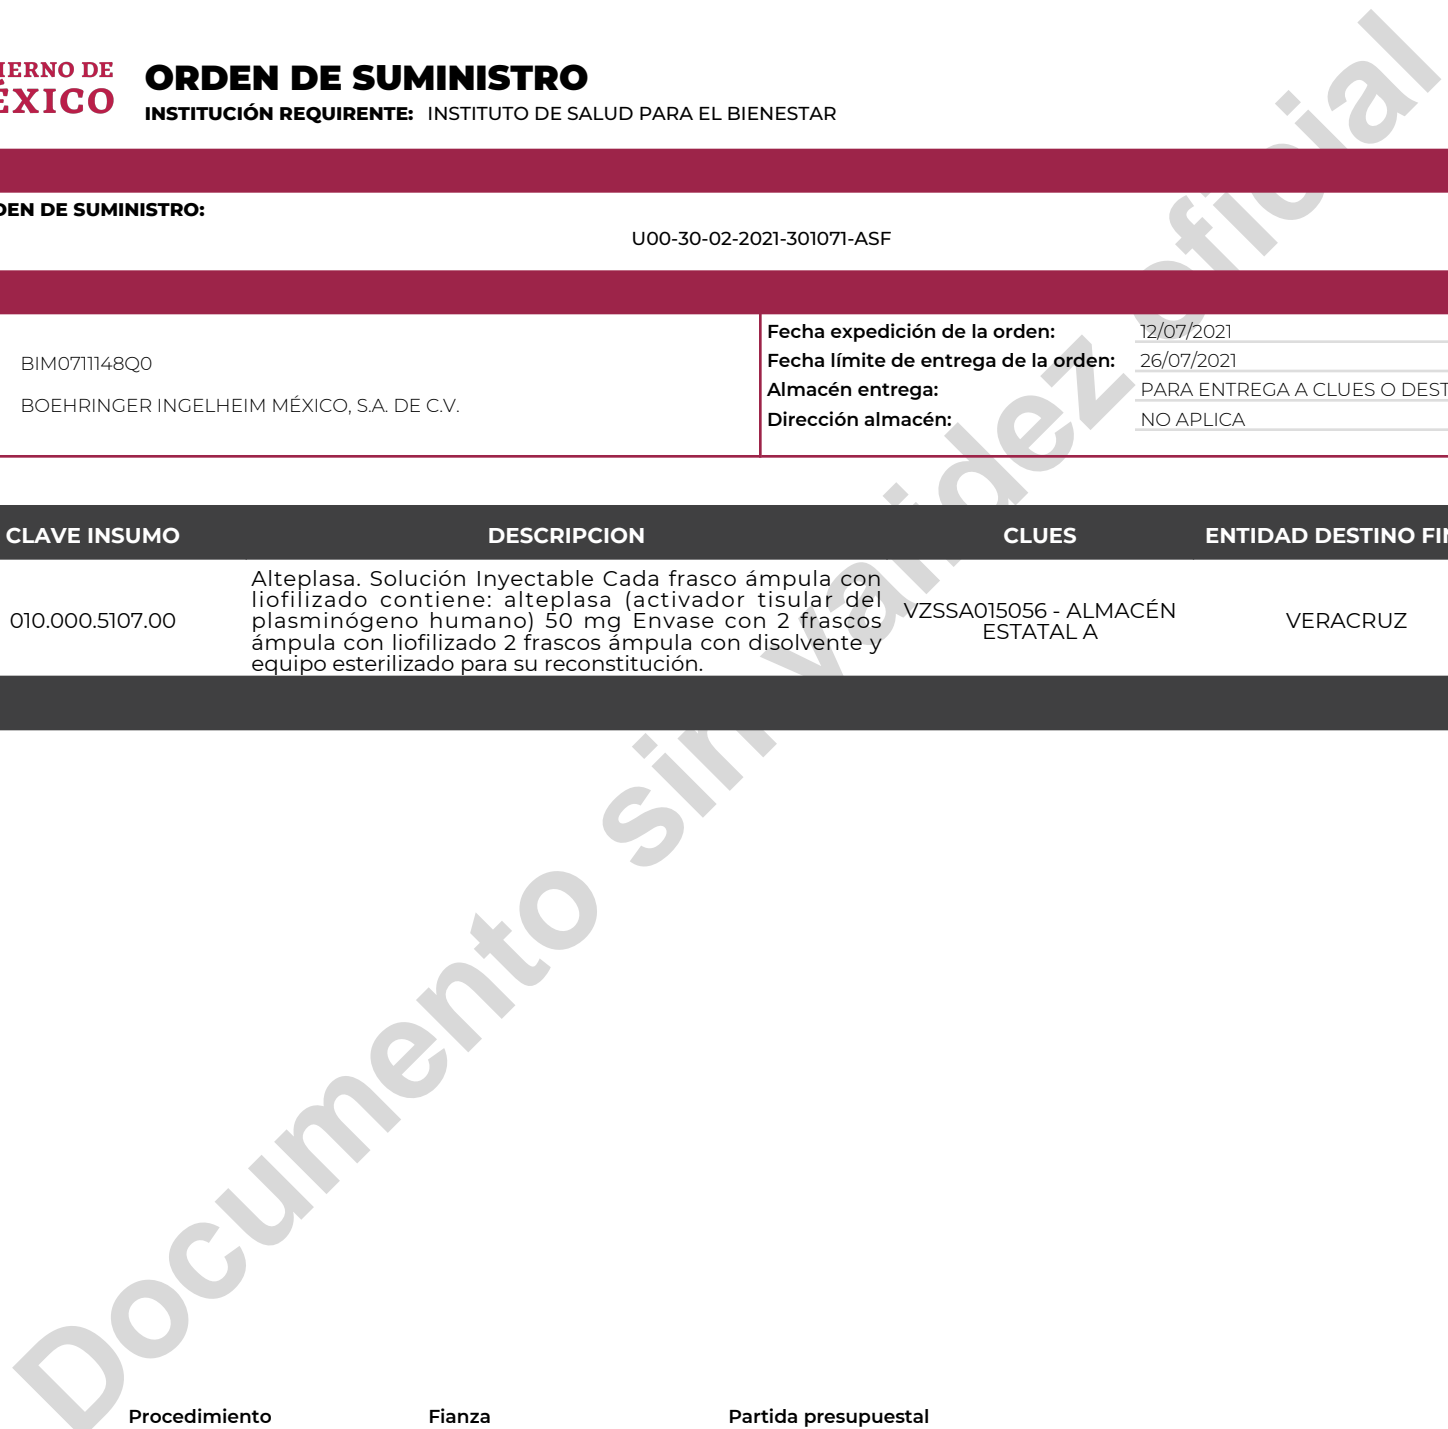 IERNO DE
ÉXICO
ORDEN DE SUMINISTRO
INSTITUCIÓN REQUIRENTE: INSTITUTO DE SALUD PARA EL BIENESTAR
DEN DE SUMINISTRO:
U00-30-02-2021-301071-ASF
BIM0711148Q0
BOEHRINGER INGELHEIM MÉXICO, S.A. DE C.V.
Fecha expedición de la orden: 12/07/2021
Fecha límite de entrega de la orden: 26/07/2021
Almacén entrega: PARA ENTREGA A CLUES O DEST
Dirección almacén: NO APLICA
CLAVE INSUMO DESCRIPCION CLUES ENTIDAD DESTINO FIN
010.000.5107.00
Alteplasa. Solución Inyectable Cada frasco ámpula con
liofilizado contiene: alteplasa (activador tisular del
plasminógeno humano) 50 mg Envase con 2 frascos
ámpula con liofilizado 2 frascos ámpula con disolvente y
equipo esterilizado para su reconstitución.
VZSSA015056 - ALMACÉN
ESTATAL A
VERACRUZ
Procedimiento Fianza Partida presupuestal
Documento sin validez oficial